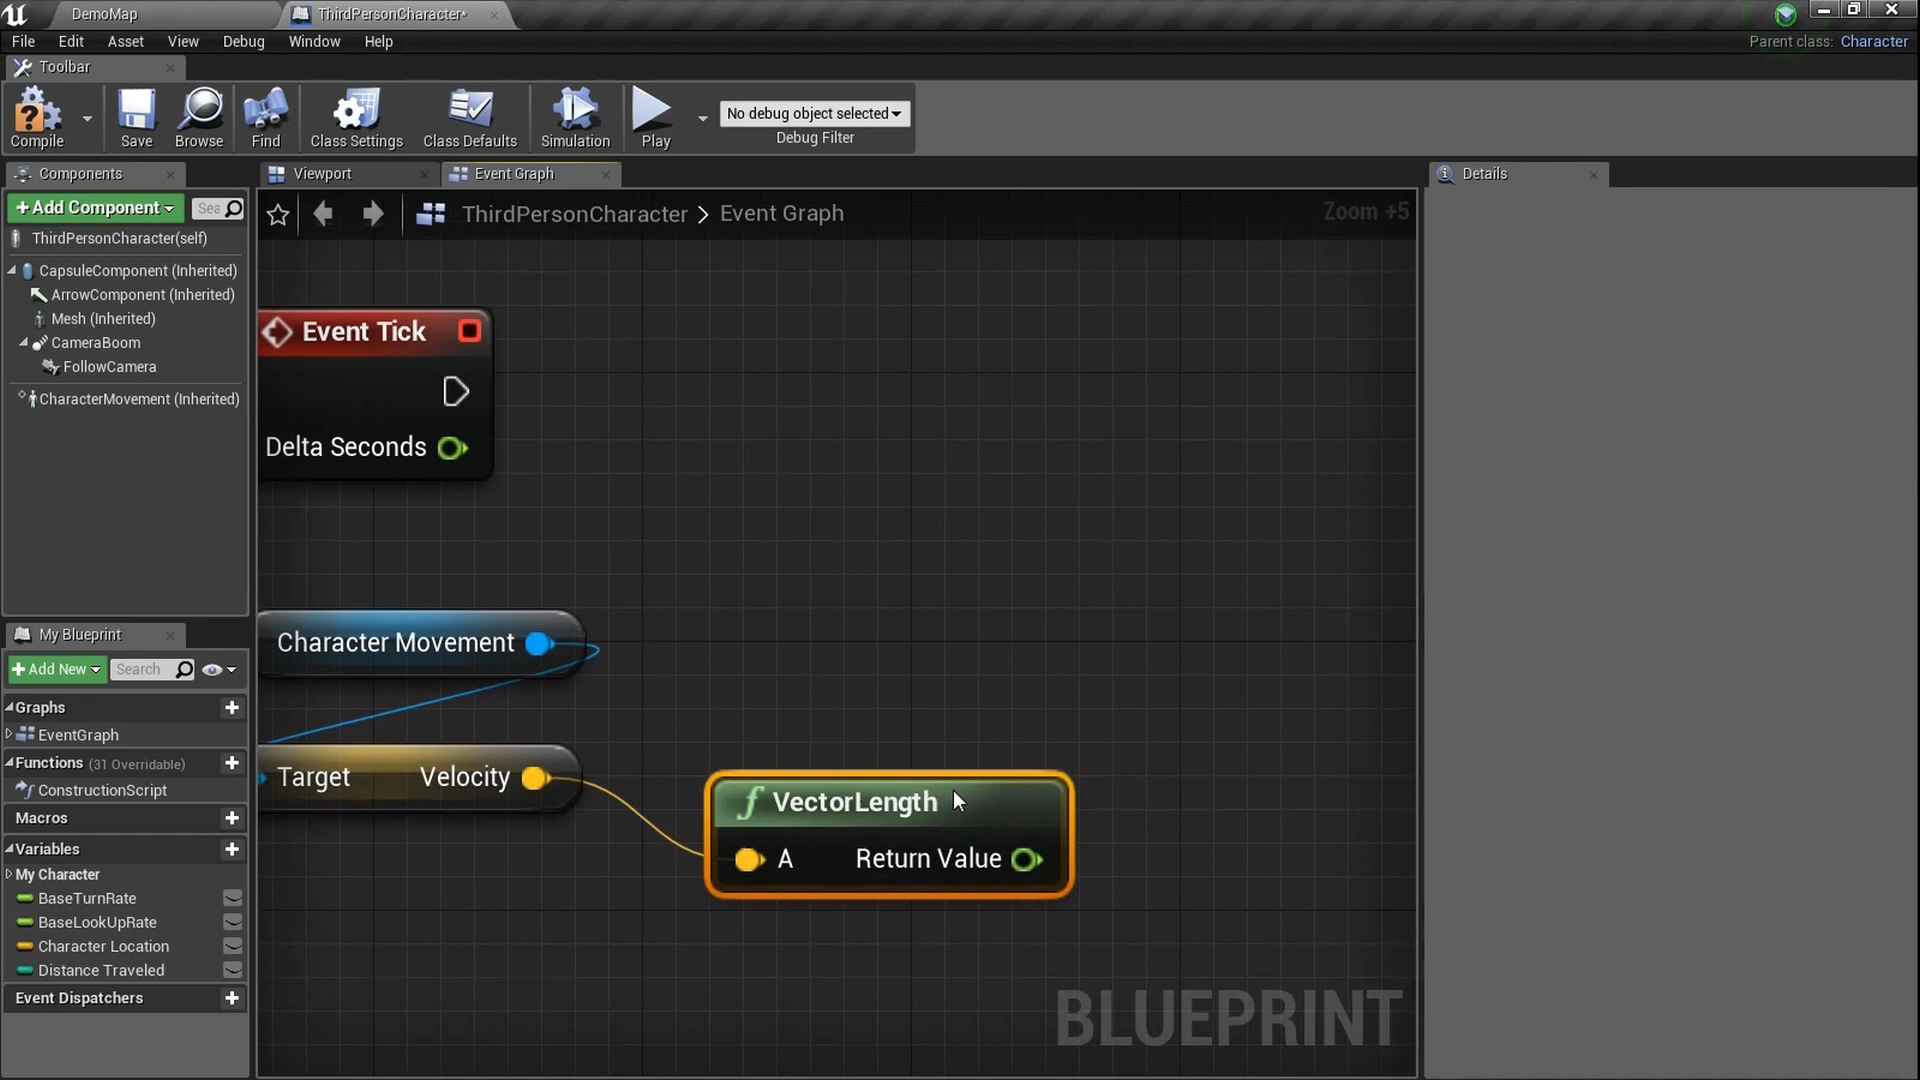 DemoMap
ThirdPersonCharacter*
File Edit Asset View Debug Window Help
Parent class: Character
Toolbar
Compile
Save
Browse
Find
Class Settings
Class Defaults
Simulation
Play
No debug object selected
Debug Filter
Components
+Add Component
Sea
ThirdPersonCharacter(self)
CapsuleComponent (Inherited)
ArrowComponent (Inherited)
Mesh (Inherited)
CameraBoom
FollowCamera
CharacterMovement (Inherited)
My Blueprint
+Add New
Search
Graphs
EventGraph
Functions (31 Overridable)
ConstructionScript
Macros
Variables
My Character
BaseTurnRate
BaseLookUpRate
Character Location
Distance Traveled
Event Dispatchers
Viewport
Event Graph
ThirdPersonCharacter > Event Graph
Zoom +5
Event Tick
Delta Seconds
Character Movement
Target Velocity
f VectorLength
A Return Value
BLUEPRINT
Details